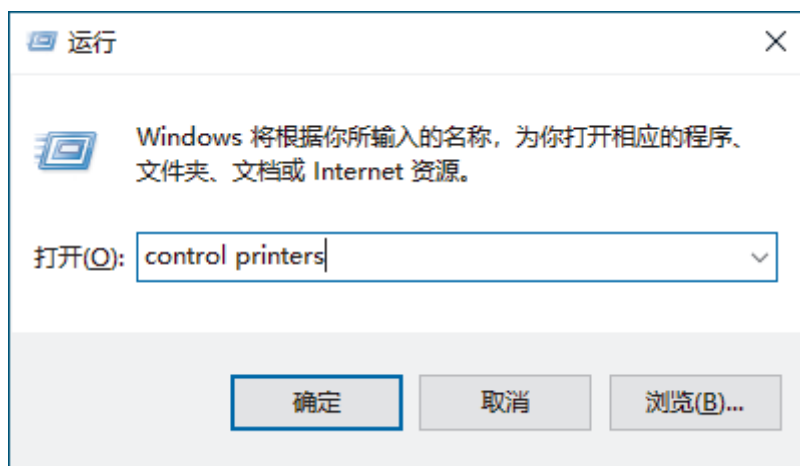 运行
Windows 将根据你所输入的名称，为你打开相应的程序、
文件夹、文档或 Internet 资源。
打开(O): control printers
确定 取消 浏览(B)...